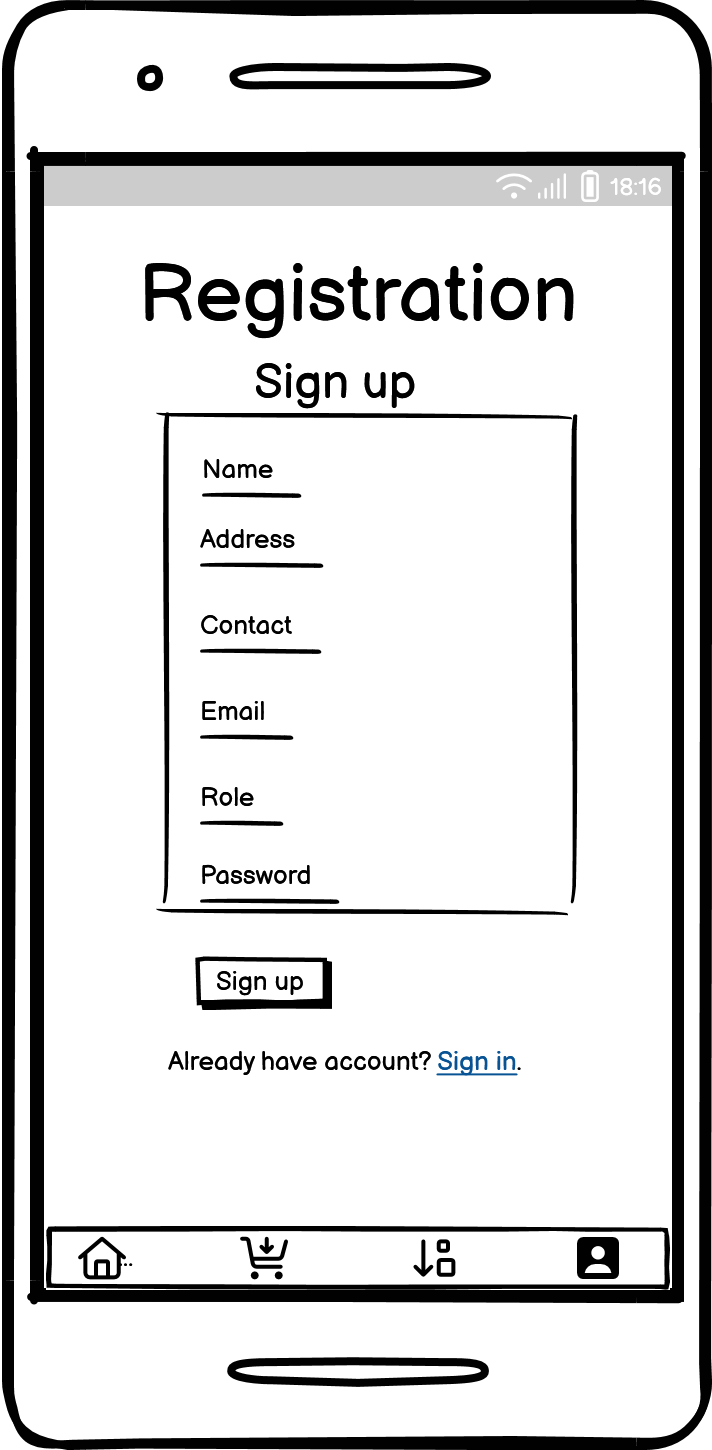 18:16
Registration
Sign up
Name
Address
Contact
Email
Role
Password
Sign up
Already have account? Sign in.